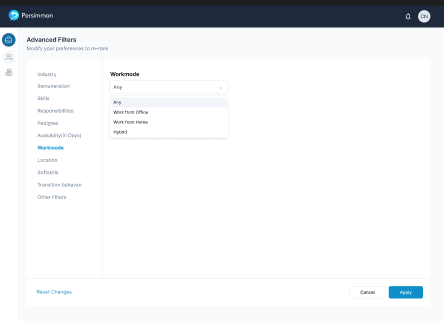 Persimmon
CN
Advanced Filters
Modify your preferences to re-rank
Industry
Remuneration
Skills
Responsibilities
Pedigree
Availability(in Days)
Workmode
Location
Softskills
Transition behavior
Other Filters
Workmode
Any
Any
Work from Office
Work from Home
Hybrid
Reset Changes
Cancel
Apply